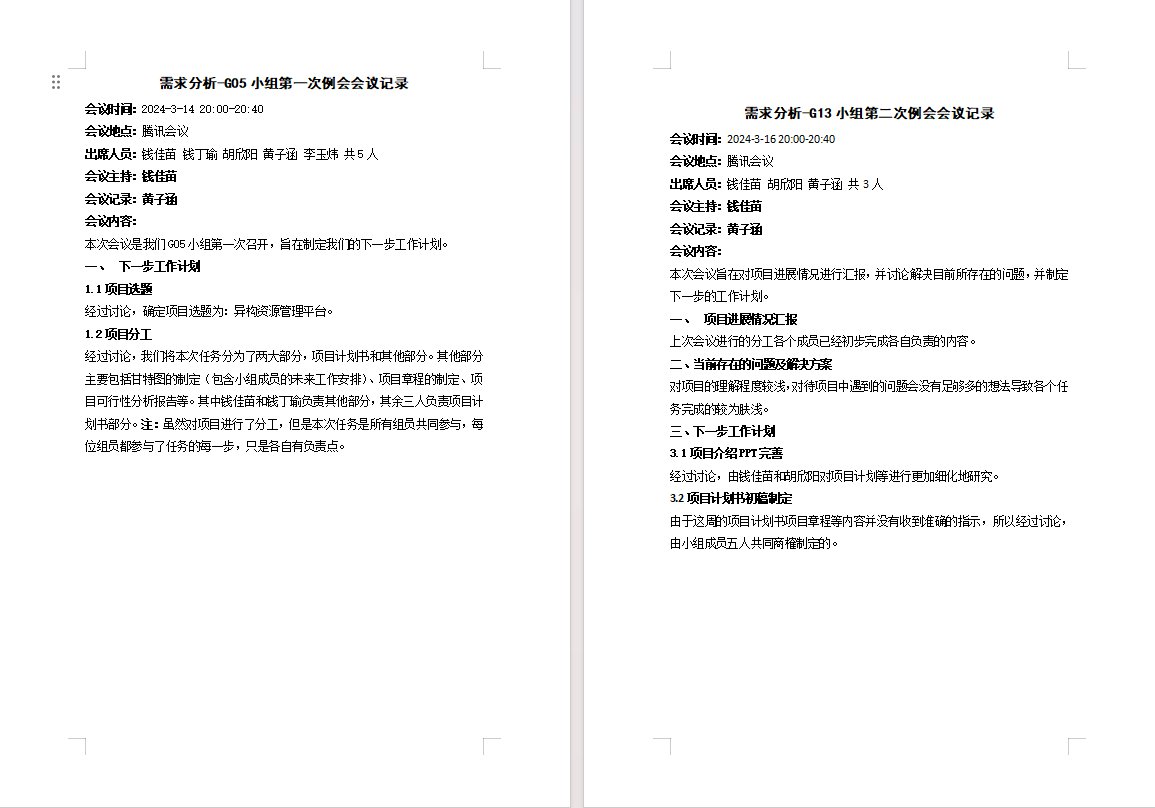 需求分析-G05 小组第一次例会会议记录
会议时间：2024-3-14 20:00-20:40
会议地点：腾讯会议
出席人员：钱佳苗 钱丁瑜 胡欣阳 黄子涵 李玉炜 共 5 人
会议主持：钱佳苗
会议记录：黄子涵
会议内容：
本次会议是我们 G05 小组第一次召开，旨在制定我们的下一步工作计划。
一、 下一步工作计划
1.1 项目选题
经过讨论，确定项目选题为：异构资源管理平台。
1.2 项目分工
经过讨论，我们将本次任务分为了两大部分，项目计划书和其他部分。其他部分
主要包括甘特图的制定（包含小组成员的未来工作安排）、项目章程的制定、项
目可行性分析报告等。其中钱佳苗和钱丁瑜负责其他部分，其余三人负责项目计
划书部分。注：虽然对项目进行了分工，但是本次任务是所有组员共同参与，每
位组员都参与了任务的每一步，只是各自有负责点。
需求分析-G13 小组第二次例会会议记录
会议时间：2024-3-16 20:00-20:40
会议地点：腾讯会议
出席人员：钱佳苗 胡欣阳 黄子涵 共 3 人
会议主持：钱佳苗
会议记录：黄子涵
会议内容：
本次会议旨在对项目进展情况进行汇报，并讨论解决目前所存在的问题，并制定
下一步的工作计划。
一、 项目进展情况汇报
上次会议进行的分工各个成员已经初步完成各自负责的内容。
二、当前存在的问题及解决方案
对项目的理解程度较浅，对待项目中遇到的问题会没有足够多的想法导致各个任
务完成的较为肤浅。
三、下一步工作计划
3.1 项目介绍 PPT 完善
经过讨论，由钱佳苗和胡欣阳对项目计划等进行更加细化地研究。
3.2 项目计划书初稿制定
由于这周的项目计划书项目章程等内容并没有收到准确的指示，所以经过讨论，
由小组成员五人共同商榷制定的。